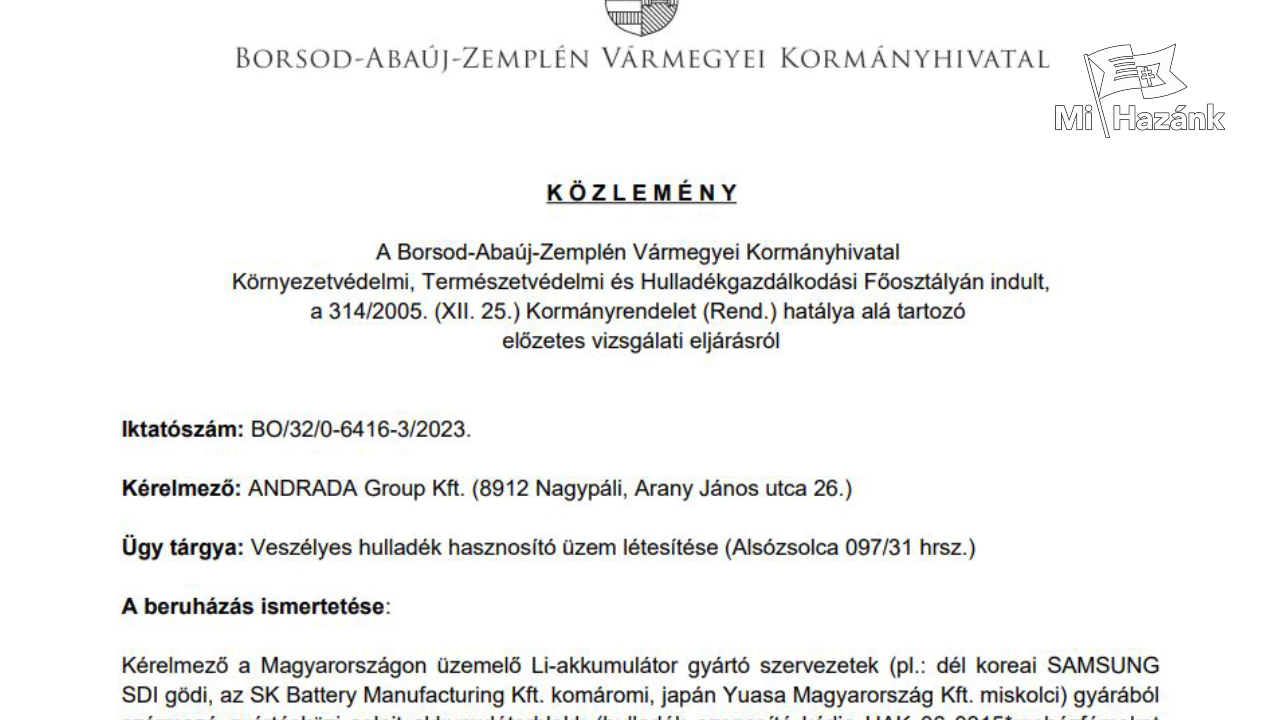 BORSOD-ABAÚJ-ZEMPLÉN VÁRMEGYEI KORMÁNYHIVATAL
Mi Hazánk
KÖZLEMÉNY
A Borsod-Abaúj-Zemplén Vármegyei Kormányhivatal
Környezetvédelmi, Természetvédelmi és Hulladékgazdálkodási Főosztályán indult,
a 314/2005. (XII. 25.) Kormányrendelet (Rend.) hatálya alá tartozó
előzetes vizsgálati eljárásról
Iktatószám: BO/32/0-6416-3/2023.
Kérelmező: ANDRADA Group Kft. (8912 Nagypáli, Arany János utca 26.)
Ügy tárgya: Veszélyes hulladék hasznosító üzem létesítése (Alsózsolca 097/31 hrsz.)
A beruházás ismertetése:
Kérelmező a Magyarországon üzemelő Li-akkumulátor gyártó szervezetek (pl.: dél koreai SAMSUNG
SDI gödi, az SK Battery Manufacturing Kft. komáromi, japán Yuasa Magyarország Kft. miskolci) gyárából